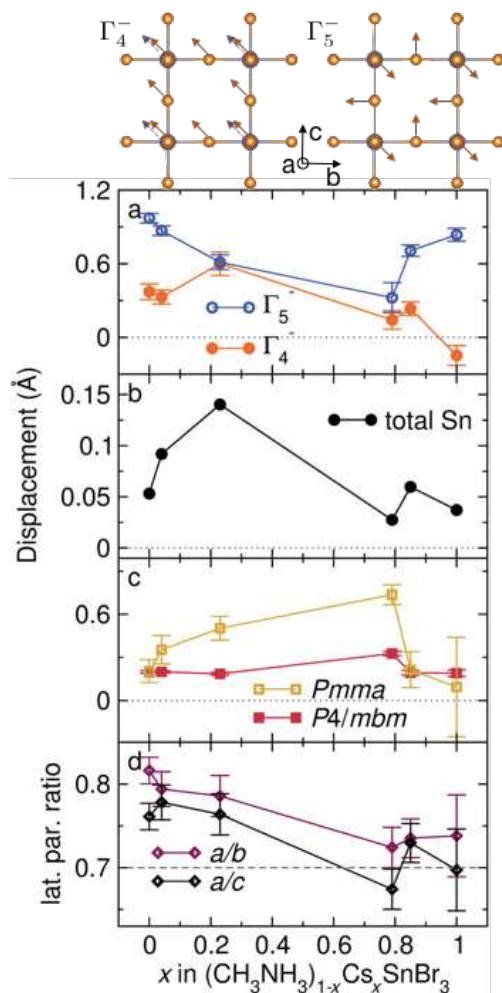 Γ₄⁻ Γ₅⁻
c
a
b
1.2
a
0.6
Γ₅⁻
Γ₄⁻
0
0.15
b
total Sn
0.1
0.05
0
Displacement (Å)
c
0.6
Pmma
P4/mbm
0
d
0.8
lat. par. ratio
0.7
a/b
a/c
0 0.2 0.4 0.6 0.8 1
x in (CH₃NH₃)₁₋ₓCsₓSnBr₃